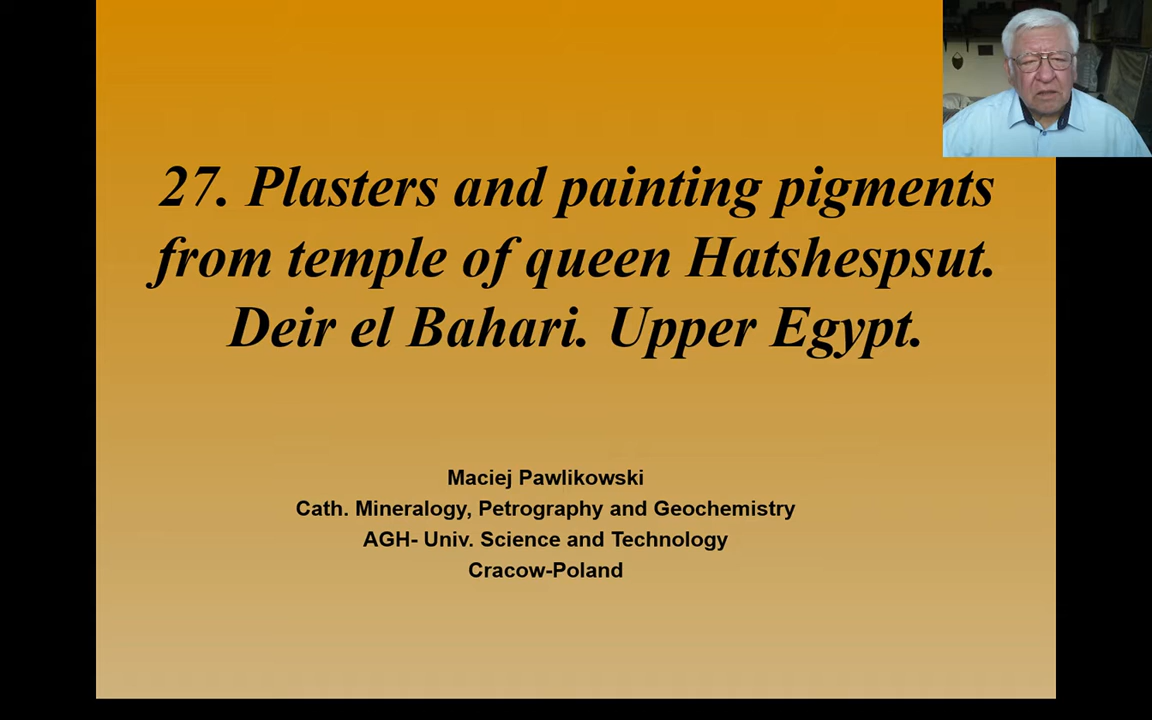 27. Plasters and painting pigments
from temple of queen Hatshespsut.
Deir el Bahari. Upper Egypt.
Maciej Pawlikowski
Cath. Mineralogy, Petrography and Geochemistry
AGH- Univ. Science and Technology
Cracow-Poland